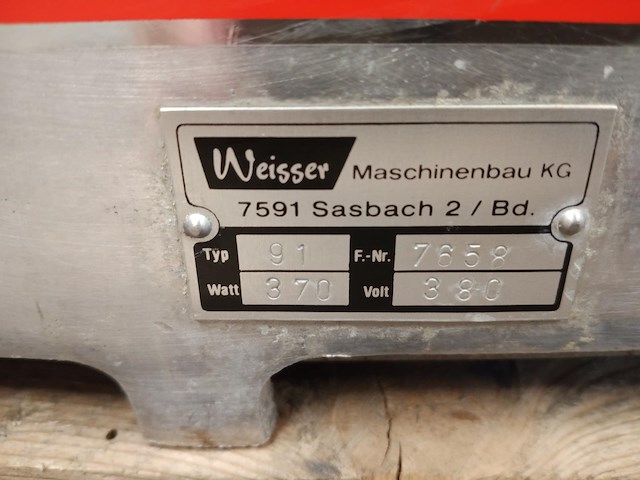 Weisser Maschinenbau KG
7591 Sasbach 2 / Bd.
Typ 91 F.-Nr. 7658
Watt 370 Volt 380